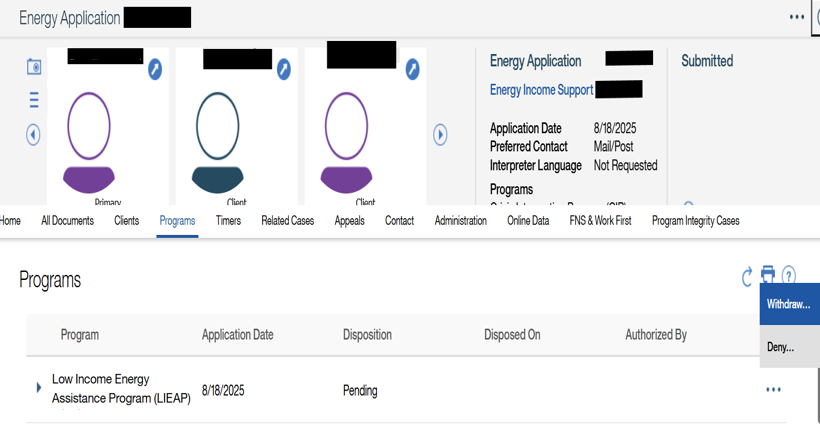 Energy Application
Primary
Client
Client
Energy Application
Energy Income Support
Application Date 8/18/2025
Preferred Contact Mail/Post
Interpreter Language Not Requested
Programs
Submitted
Home All Documents Clients Programs Timers Related Cases Appeals Contact Administration Online Data FNS & Work First Program Integrity Cases
Programs
Withdraw...
Deny...
Program Application Date Disposition Disposed On Authorized By
Low Income Energy
Assistance Program (LIEAP) 8/18/2025 Pending